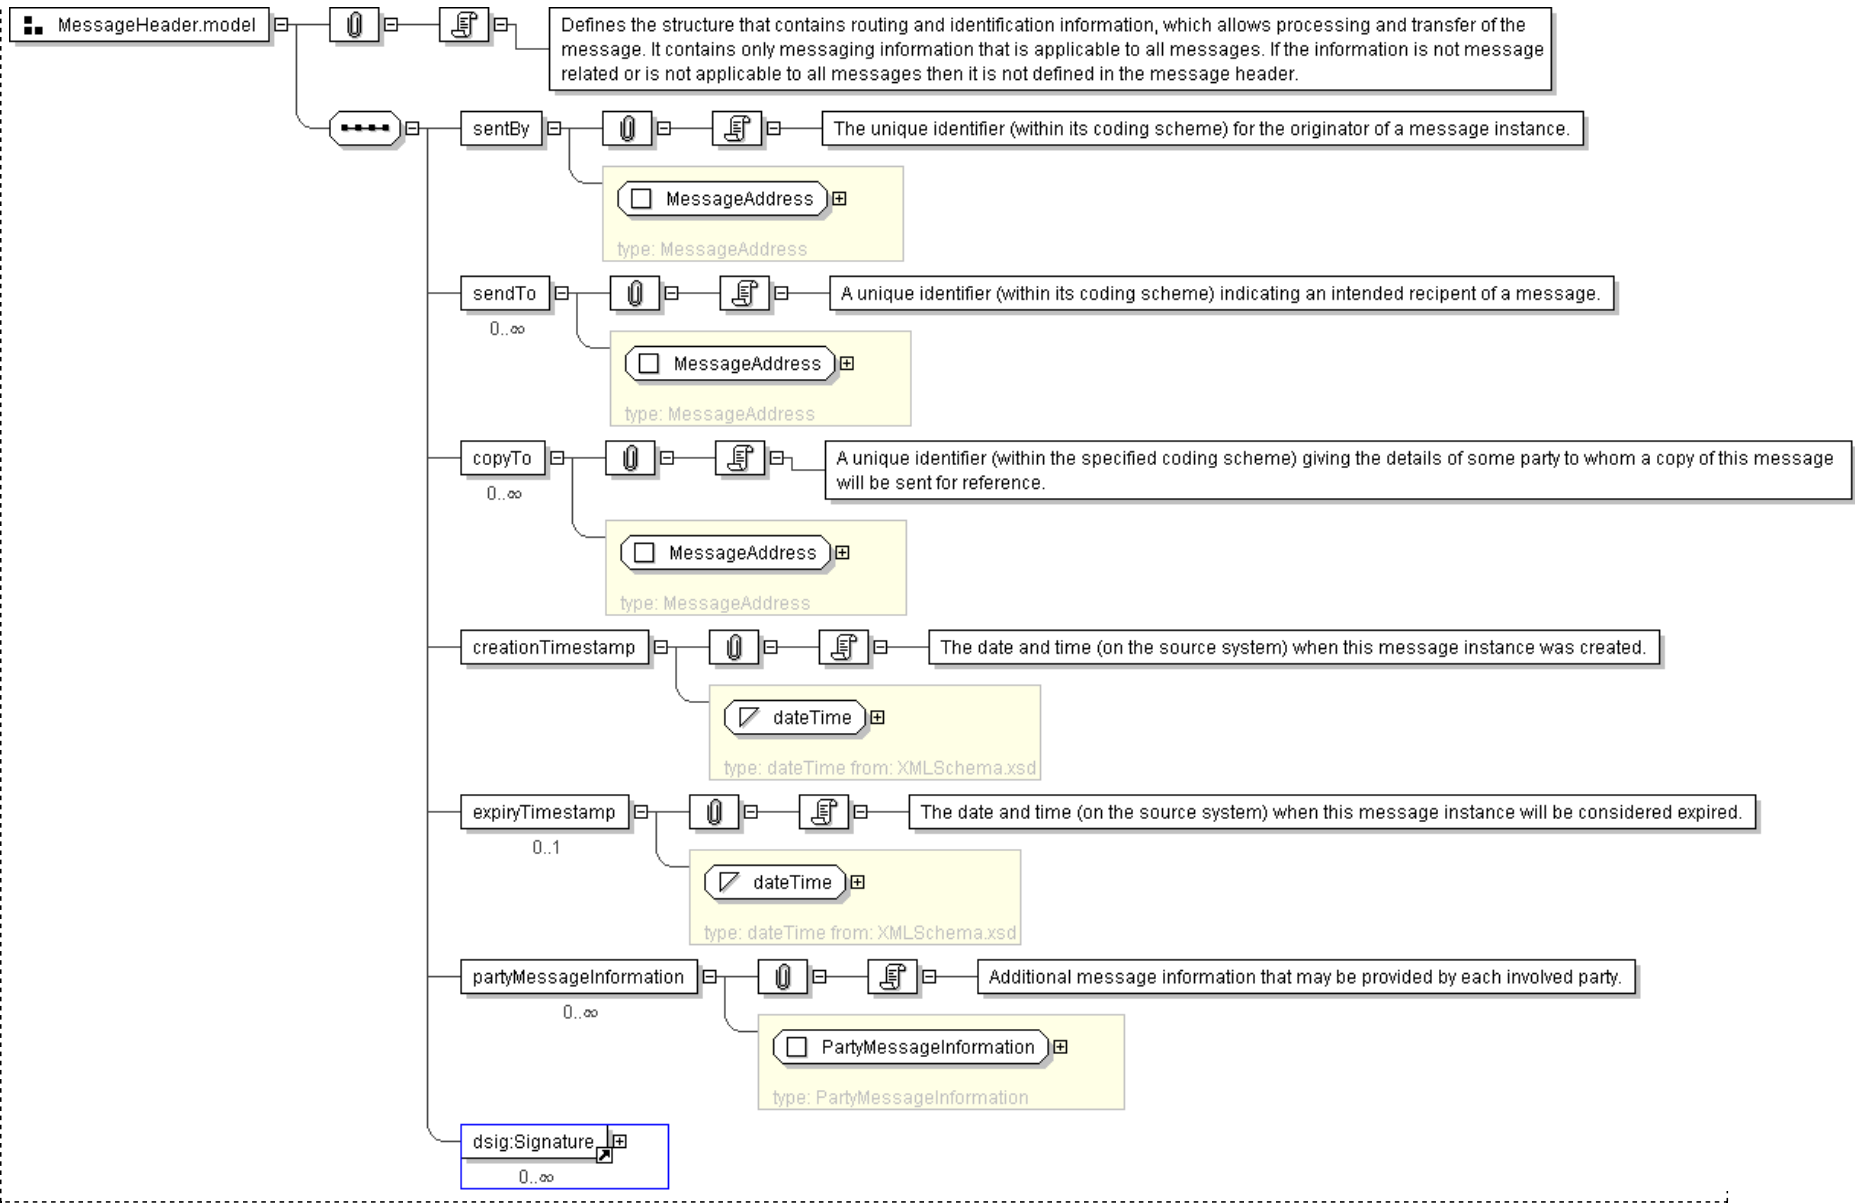 MessageHeader.model
Defines the structure that contains routing and identification information, which allows processing and transfer of the
message. It contains only messaging information that is applicable to all messages. If the information is not message
related or is not applicable to all messages then it is not defined in the message header.
sentBy
The unique identifier (within its coding scheme) for the originator of a message instance.
MessageAddress
type: MessageAddress
sendTo
A unique identifier (within its coding scheme) indicating an intended recipent of a message.
0..∞
MessageAddress
type: MessageAddress
copyTo
A unique identifier (within the specified coding scheme) giving the details of some party to whom a copy of this message
will be sent for reference.
0..∞
MessageAddress
type: MessageAddress
creationTimestamp
The date and time (on the source system) when this message instance was created.
dateTime
type: dateTime from: XMLSchema.xsd
expiryTimestamp
The date and time (on the source system) when this message instance will be considered expired.
0..1
dateTime
type: dateTime from: XMLSchema.xsd
partyMessageInformation
Additional message information that may be provided by each involved party.
0..∞
PartyMessageInformation
type: PartyMessageInformation
dsig:Signature
0..∞